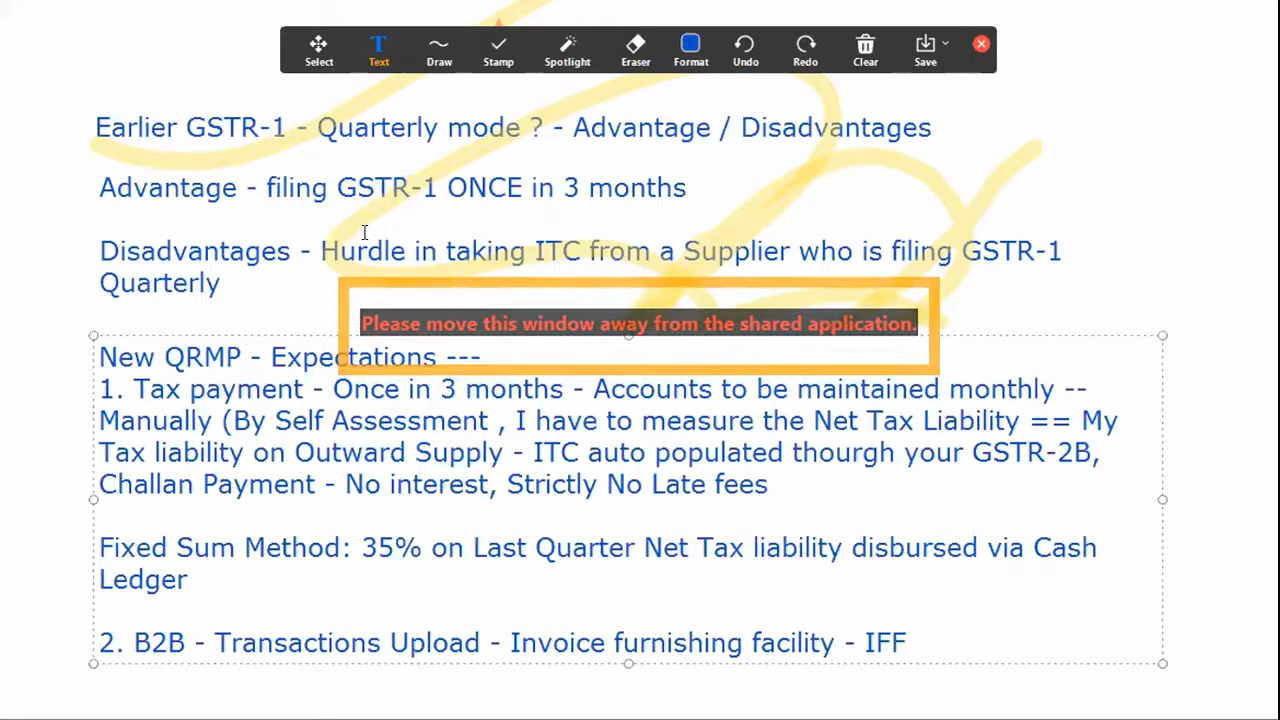 Select Text Draw Stamp Spotlight Eraser Format Undo Redo Clear Save
Earlier GSTR-1 - Quarterly mode ? - Advantage / Disadvantages
Advantage - filing GSTR-1 ONCE in 3 months
Disadvantages - Hurdle in taking ITC from a Supplier who is filing GSTR-1
Quarterly
Please move this window away from the shared application.
New QRMP - Expectations ---
1. Tax payment - Once in 3 months - Accounts to be maintained monthly --
Manually (By Self Assessment , I have to measure the Net Tax Liability == My
Tax liability on Outward Supply - ITC auto populated thourgh your GSTR-2B,
Challan Payment - No interest, Strictly No Late fees
Fixed Sum Method: 35% on Last Quarter Net Tax liability disbursed via Cash
Ledger
2. B2B - Transactions Upload - Invoice furnishing facility - IFF